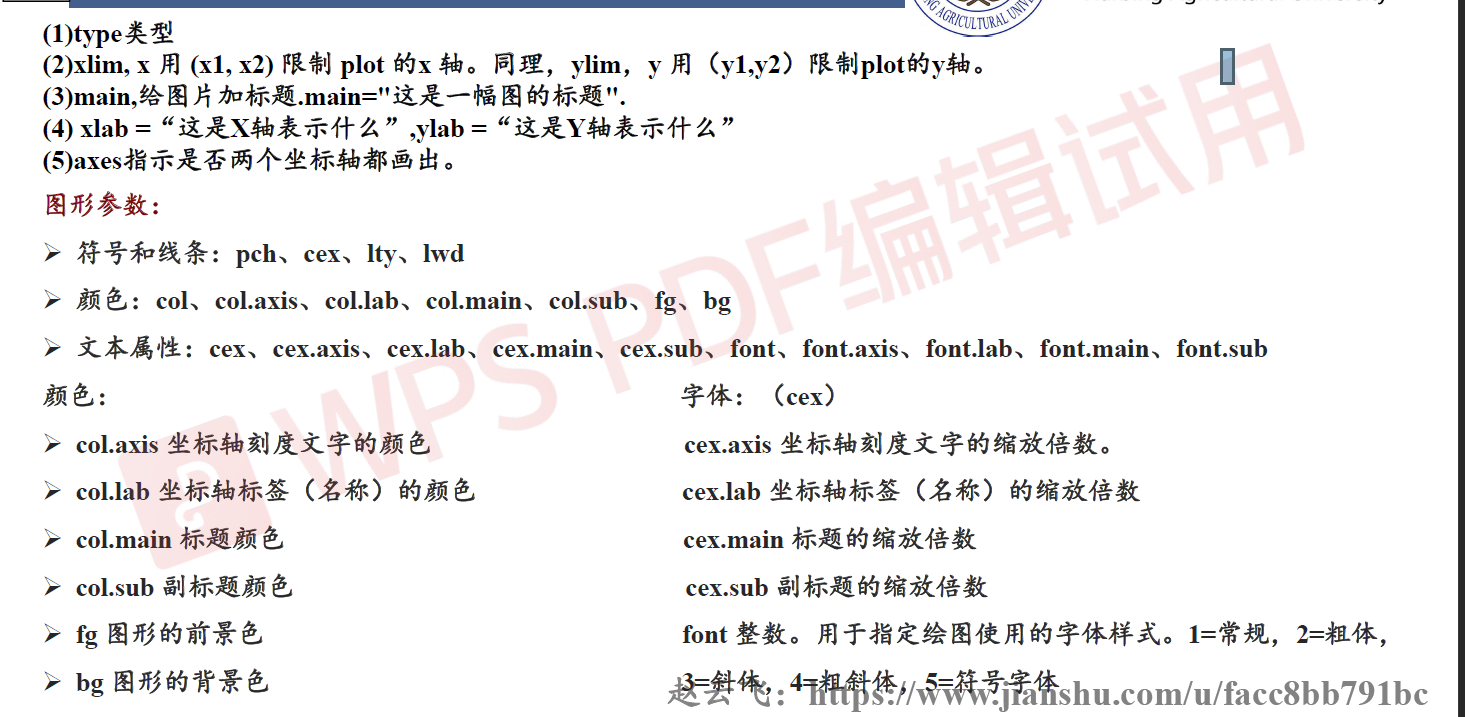 AGRICULTURAL UNIVER
(1)type类型
(2)xlim, x 用 (x1, x2) 限制 plot 的x 轴。同理，ylim，y 用（y1,y2）限制plot的y轴。
(3)main,给图片加标题.main="这是一幅图的标题".
(4) xlab =“这是X轴表示什么”,ylab =“这是Y轴表示什么”
(5)axes指示是否两个坐标轴都画出。
图形参数：
➢ 符号和线条：pch、cex、lty、lwd
➢ 颜色：col、col.axis、col.lab、col.main、col.sub、fg、bg
➢ 文本属性：cex、cex.axis、cex.lab、cex.main、cex.sub、font、font.axis、font.lab、font.main、font.sub
颜色： 字体：（cex）
➢ col.axis 坐标轴刻度文字的颜色 cex.axis 坐标轴刻度文字的缩放倍数。
➢ col.lab 坐标轴标签（名称）的颜色 cex.lab 坐标轴标签（名称）的缩放倍数
➢ col.main 标题颜色 cex.main 标题的缩放倍数
➢ col.sub 副标题颜色 cex.sub 副标题的缩放倍数
➢ fg 图形的前景色 font 整数。用于指定绘图使用的字体样式。1=常规，2=粗体，
➢ bg 图形的背景色 3=斜体，4=粗斜体，5=符号字体
赵云飞：https://www.jianshu.com/u/facc8bb791bc
WPS PDF编辑试用